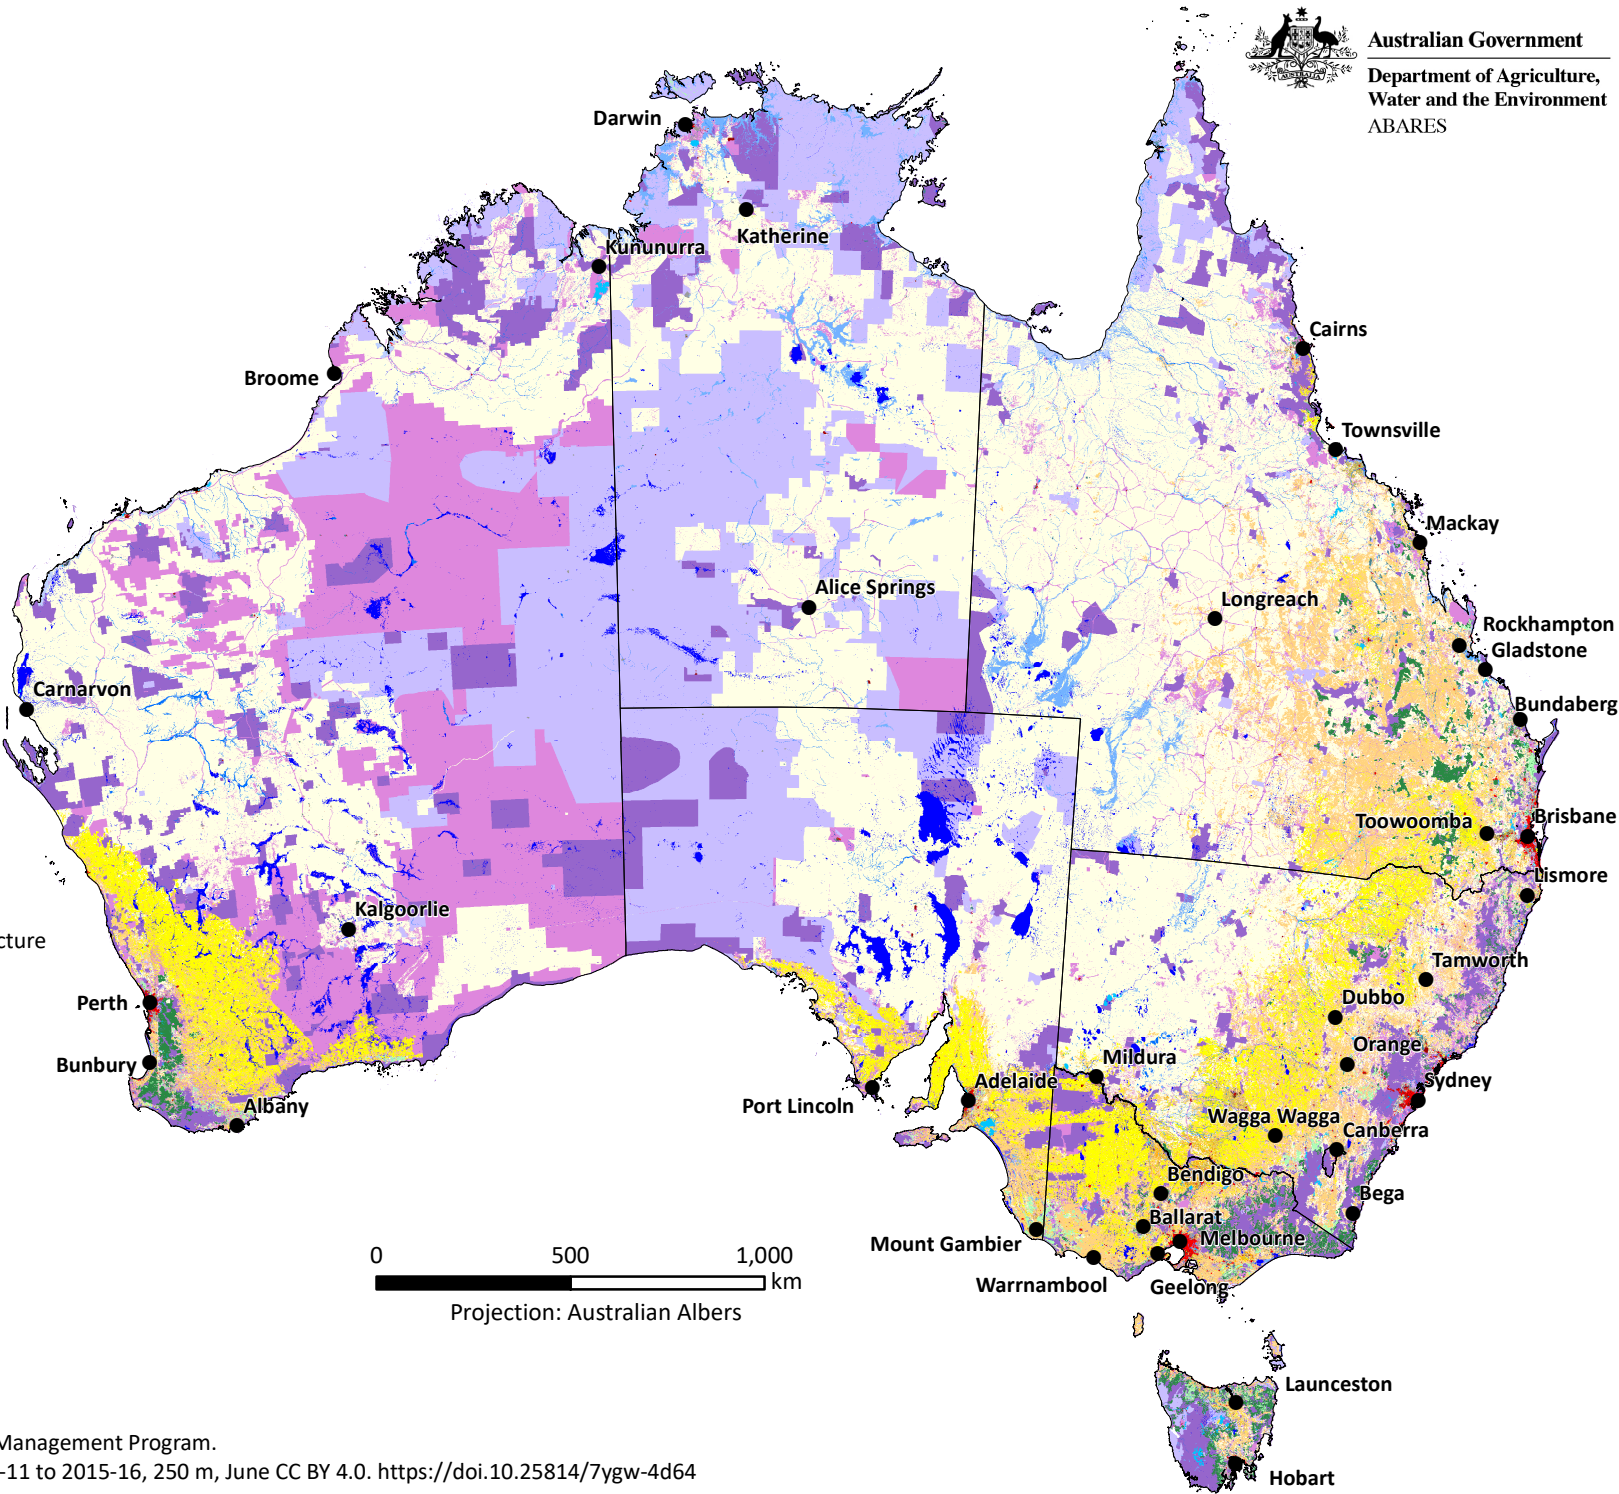 Australian Government
Department of Agriculture,
Water and the Environment
ABARES
AUSTRALIA
Darwin
Katherine
Kununurra
Cairns
Broome
Townsville
Mackay
Alice Springs
Longreach
Rockhampton
Gladstone
Carnarvon
Bundaberg
Toowoomba
Brisbane
Lismore
Kalgoorlie
cture
Tamworth
Dubbo
Perth
Orange
Mildura
Bunbury
Adelaide
Sydney
Port Lincoln
Albany
Wagga Wagga
Canberra
Bendigo
Bega
Ballarat
Mount Gambier
Melbourne
0 500 1,000
km
Warrnambool
Geelong
Projection: Australian Albers
Launceston
Management Program.
-11 to 2015-16, 250 m, June CC BY 4.0. https://doi.org/10.25814/7ygw-4d64
Hobart